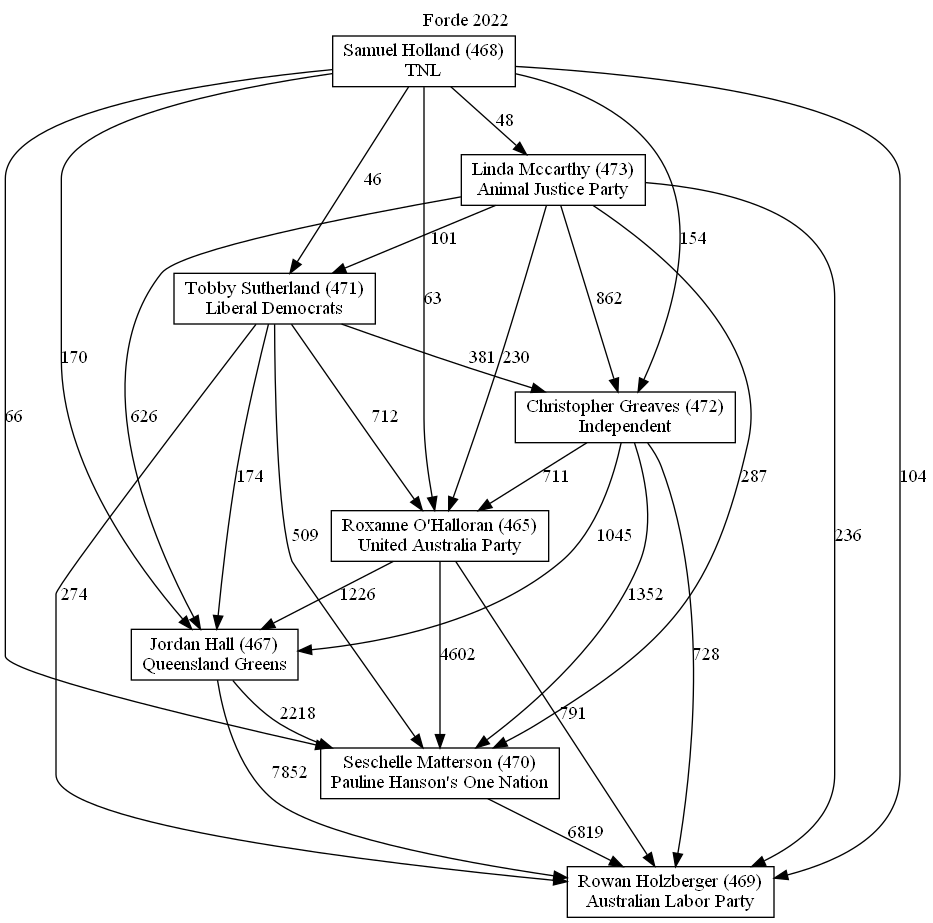 Forde 2022
Samuel Holland (468)
TNL
48
Linda Mccarthy (473)
Animal Justice Party
46
101
154
Tobby Sutherland (471)
Liberal Democrats
63
862
170
381
230
Christopher Greaves (472)
Independent
66
626
712
174
711
287
104
Roxanne O'Halloran (465)
United Australia Party
509
1045
236
274
1226
1352
Jordan Hall (467)
Queensland Greens
4602
728
2218
791
Seschelle Matterson (470)
Pauline Hanson's One Nation
7852
6819
Rowan Holzberger (469)
Australian Labor Party